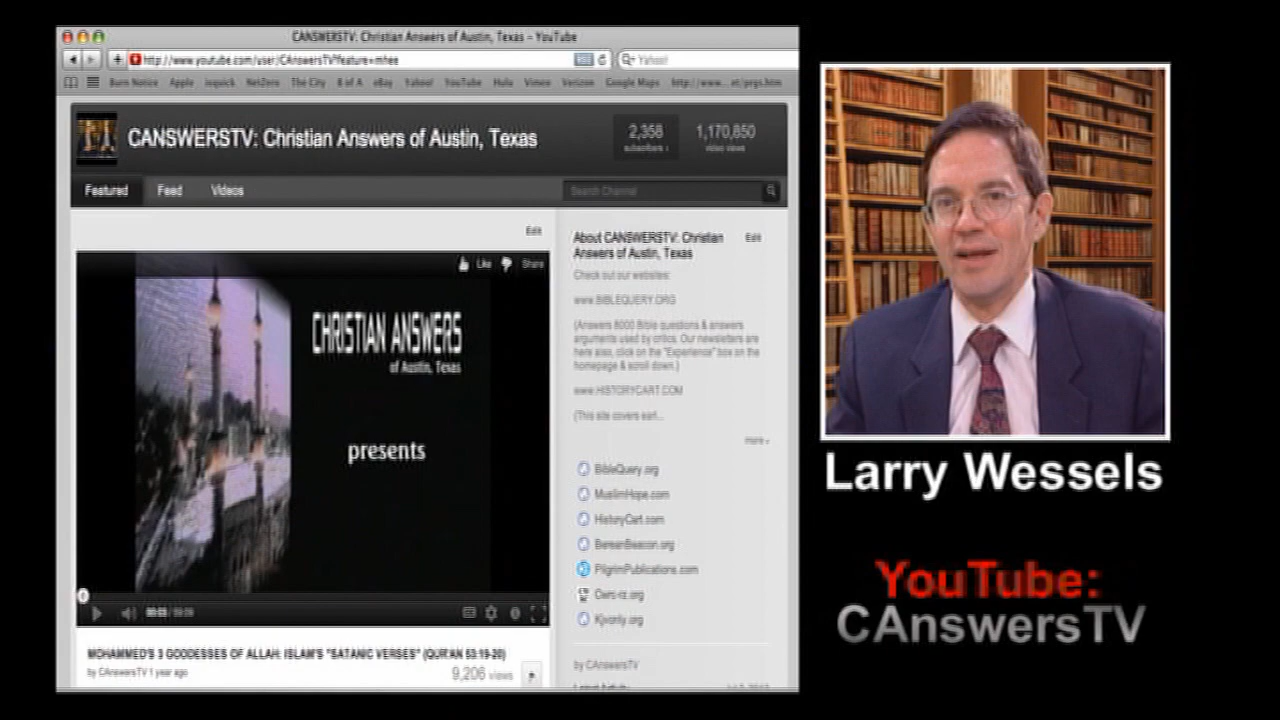 CANSWERSTV: Christian Answers of Austin, Texas – YouTube
http://www.youtube.com/user/CAnswersTV?feature=mhee
Yahoo!
Burn Notice Apple NetZero The City B of A eBay Yahoo! YouTube Hulu Vimeo Verizon Google Maps
CANSWERSTV: Christian Answers of Austin, Texas
2,358
subscribers
1,170,850
video views
Featured Feed Videos
Search Channel
Edit
Like Share
CHRISTIAN ANSWERS
of Austin, Texas
presents
MOHAMMED'S 3 GODDESSES OF ALLAH: ISLAM'S "SATANIC VERSES" (QUR'AN 53:19-20)
by CAnswersTV 1 year ago
9,206 views
About CANSWERSTV: Christian
Answers of Austin, Texas
Edit
Check out our websites:
www.BIBLEQUERY.ORG
(Answers 8000 Bible questions & answers
arguments used by critics. Our newsletters are
here also, click on the "Experience" box on the
homepage & scroll down.)
www.HISTORYCART.COM
(This site covers earl...
more
BibleQuery.org
MuslimHope.com
HistoryCart.com
BereanBeacon.org
PilgrimPublications.com
Kjvonly.org
by CAnswersTV
Larry Wessels
YouTube:
CAnswersTV